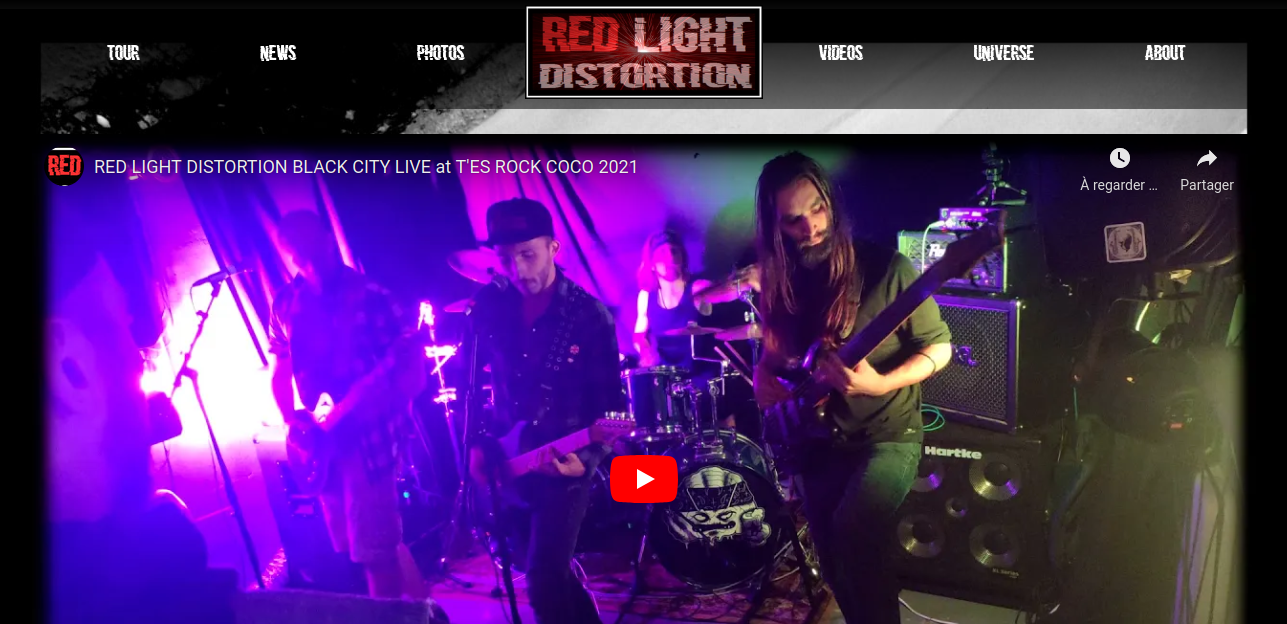 TOUR
NEWS
PHOTOS
RED LIGHT
DISTORTION
VIDEOS
UNIVERSE
ABOUT
RED
RED LIGHT DISTORTION BLACK CITY LIVE at T'ES ROCK COCO 2021
À regarder ...
Partager
Hartke